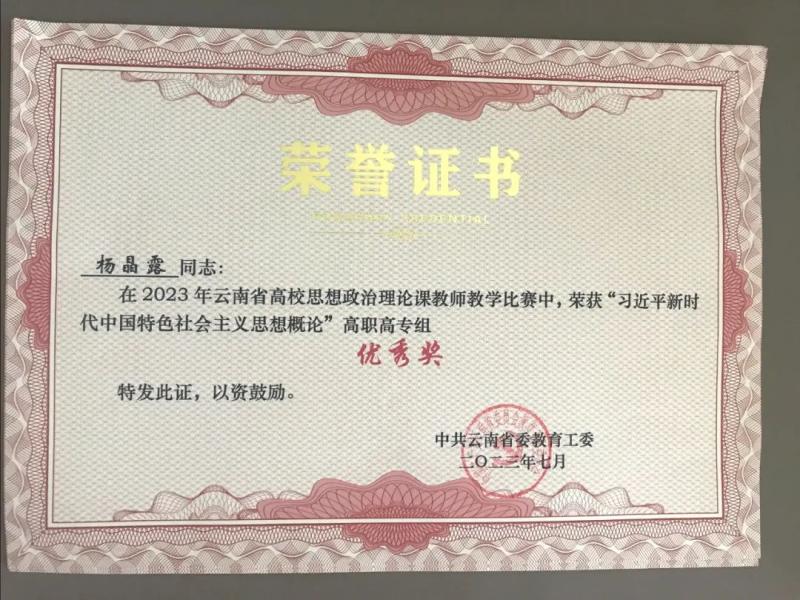 荣誉证书
杨晶露 同志：
在2023年云南省高校思想政治理论课教师教学比赛中，荣获“习近平新时
代中国特色社会主义思想概论”高职高专组
优秀奖
特发此证，以资鼓励。
中共云南省委教育工委
二〇二三年七月